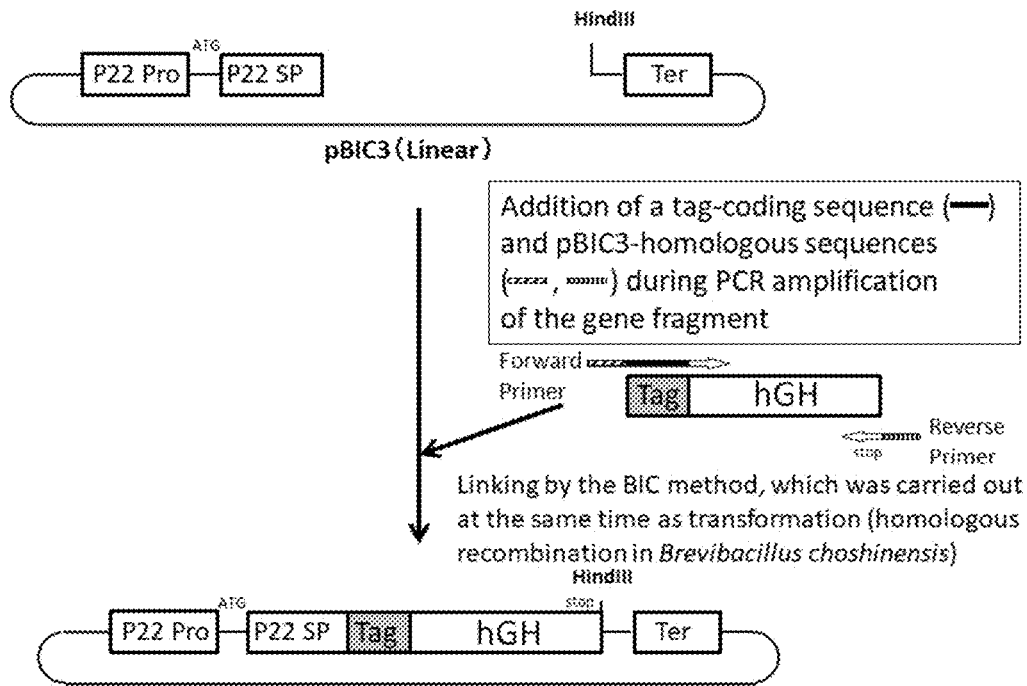 HindIII
ATG
P22 Pro
P22 SP
Ter
pBIC3 (Linear)
Addition of a tag-coding sequence ( )
and pBIC3-homologous sequences
( , ) during PCR amplification
of the gene fragment
Forward
Primer
Tag
hGH
stop
Reverse
Primer
Linking by the BIC method, which was carried out
at the same time as transformation (homologous
recombination in Brevibacillus choshinensis)
HindIII
ATG
stop
P22 Pro
P22 SP
Tag
hGH
Ter